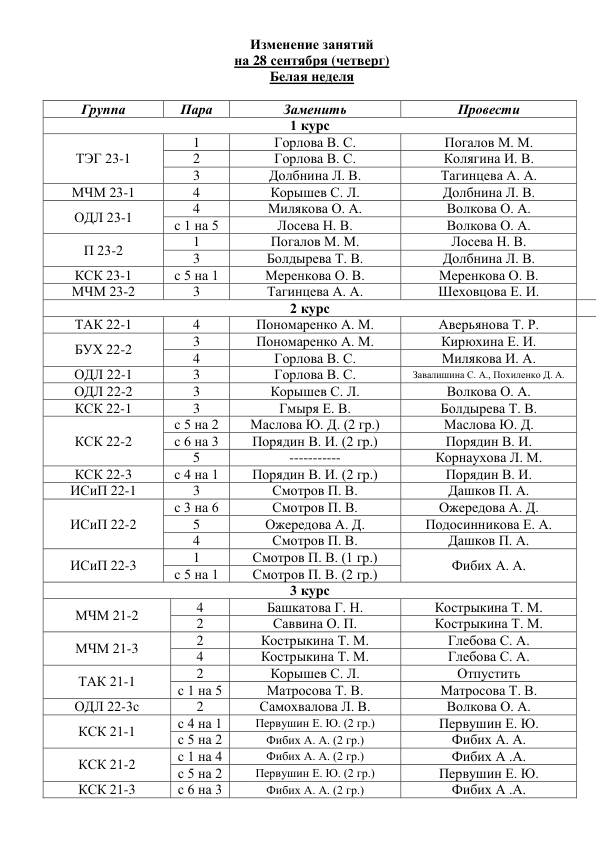 Изменение занятий
на 28 сентября (четверг)
Белая неделя
Группа Пара Заменить Провести
1 курс
ТЭГ 23-1 1 Горлова В. С. Погалов М. М.
2 Горлова В. С. Колягина И. В.
3 Долбнина Л. В. Тагинцева А. А.
МЧМ 23-1 4 Корышев С. Л. Долбнина Л. В.
ОДЛ 23-1 4 Милякова О. А. Волкова О. А.
с 1 на 5 Лосева Н. В. Волкова О. А.
П 23-2 1 Погалов М. М. Лосева Н. В.
3 Болдырева Т. В. Долбнина Л. В.
КСК 23-1 с 5 на 1 Меренкова О. В. Меренкова О. В.
МЧМ 23-2 3 Тагинцева А. А. Шеховцова Е. И.
2 курс
ТАК 22-1 4 Пономаренко А. М. Аверьянова Т. Р.
БУХ 22-2 3 Пономаренко А. М. Кирюхина Е. И.
4 Горлова В. С. Милякова И. А.
ОДЛ 22-1 3 Горлова В. С. Завалишина С. А., Похиленко Д. А.
ОДЛ 22-2 3 Корышев С. Л. Волкова О. А.
КСК 22-1 3 Гмыря Е. В. Болдырева Т. В.
КСК 22-2 с 5 на 2 Маслова Ю. Д. (2 гр.) Маслова Ю. Д.
с 6 на 3 Порядин В. И. (2 гр.) Порядин В. И.
5 ----------- Корнаухова Л. М.
КСК 22-3 с 4 на 1 Порядин В. И. (2 гр.) Порядин В. И.
ИСиП 22-1 3 Смотров П. В. Дашков П. А.
ИСиП 22-2 с 3 на 6 Смотров П. В. Ожередова А. Д.
5 Ожередова А. Д. Подосинникова Е. А.
4 Смотров П. В. Дашков П. А.
ИСиП 22-3 1 Смотров П. В. (1 гр.) Фибих А. А.
с 5 на 1 Смотров П. В. (2 гр.)
3 курс
МЧМ 21-2 4 Башкатова Г. Н. Кострыкина Т. М.
2 Саввина О. П. Кострыкина Т. М.
МЧМ 21-3 2 Кострыкина Т. М. Глебова С. А.
4 Кострыкина Т. М. Глебова С. А.
ТАК 21-1 2 Корышев С. Л. Отпустить
с 1 на 5 Матросова Т. В. Матросова Т. В.
ОДЛ 22-3с 2 Самохвалова Л. В. Волкова О. А.
КСК 21-1 с 4 на 1 Первушин Е. Ю. (2 гр.) Первушин Е. Ю.
с 5 на 2 Фибих А. А. (2 гр.) Фибих А. А.
КСК 21-2 с 1 на 4 Фибих А. А. (2 гр.) Фибих А .А.
с 5 на 2 Первушин Е. Ю. (2 гр.) Первушин Е. Ю.
КСК 21-3 с 6 на 3 Фибих А. А. (2 гр.) Фибих А .А.